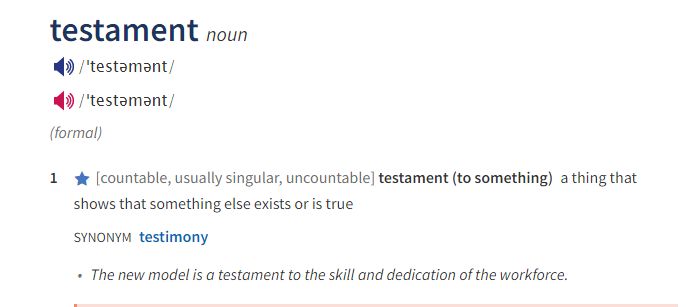 testament noun
/ˈtestəmənt/
/ˈtestəmənt/
(formal)
1 ★ [countable, usually singular, uncountable] testament (to something) a thing that
shows that something else exists or is true
SYNONYM testimony
• The new model is a testament to the skill and dedication of the workforce.